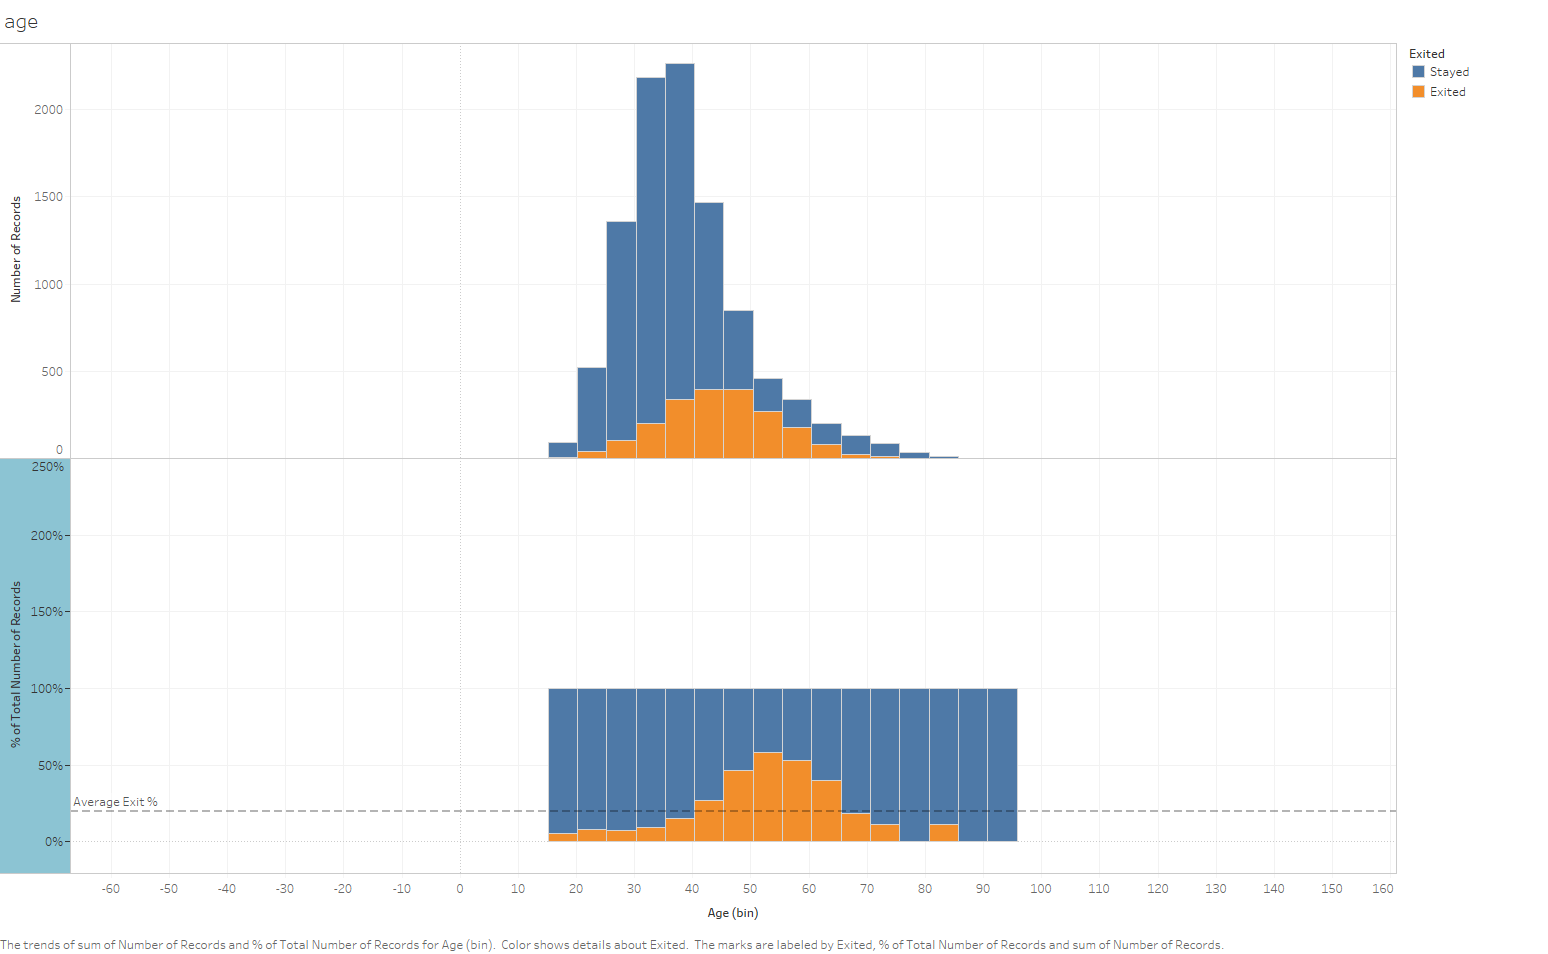 age
Exited
Stayed
Exited
Number of Records
2000
1500
1000
500
0
% of Total Number of Records
250%
200%
150%
100%
50%
0%
Average Exit %
-60 -50 -40 -30 -20 -10 0 10 20 30 40 50 60 70 80 90 100 110 120 130 140 150 160
Age (bin)
The trends of sum of Number of Records and % of Total Number of Records for Age (bin). Color shows details about Exited. The marks are labeled by Exited, % of Total Number of Records and sum of Number of Records.